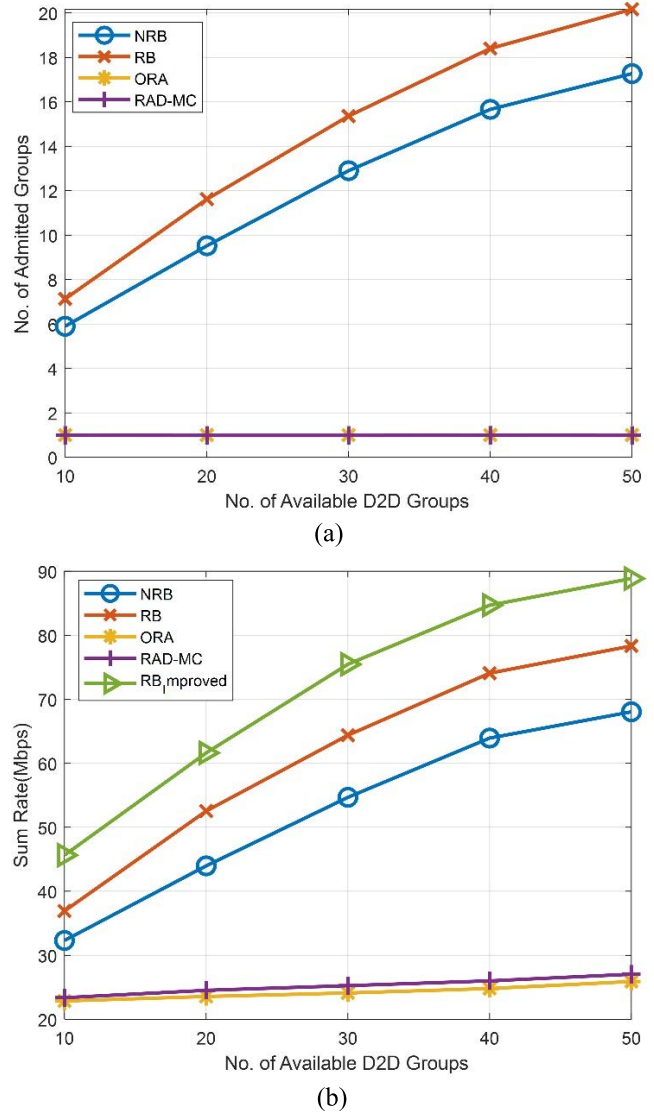 20
18
16
14
12
10
8
6
4
2
0
No. of Admitted Groups
NRB
RB
ORA
RAD-MC
10 20 30 40 50
No. of Available D2D Groups
(a)
90
80
70
60
50
40
30
20
Sum Rate(Mbps)
NRB
RB
ORA
RAD-MC
RB_Improved
10 20 30 40 50
No. of Available D2D Groups
(b)